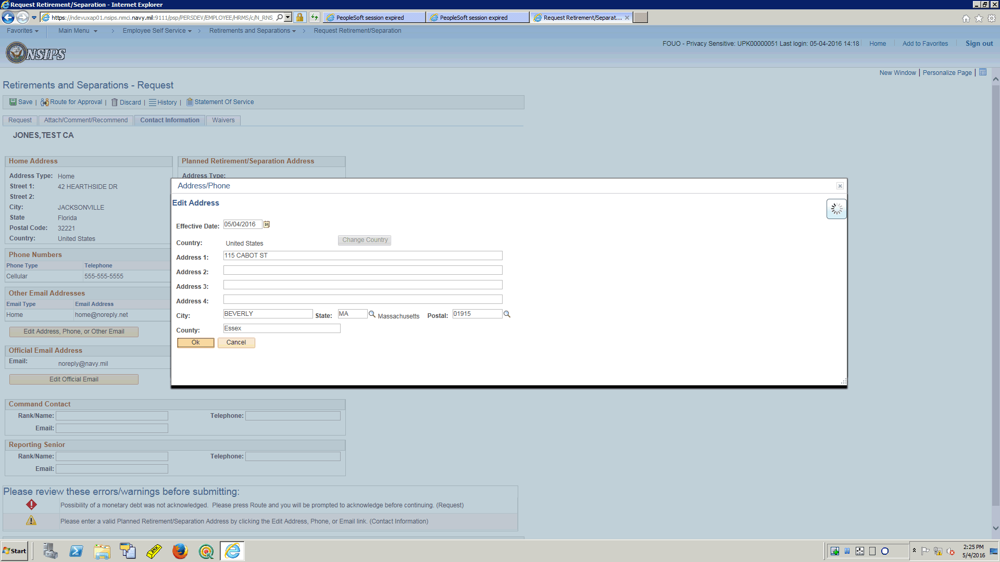 Request Retirement/Separation - Internet Explorer
https://ndevuxap01.nsips.nmci.navy.mil:9111/psp/PERSDEV/EMPLOYEE/HRMS/c/N_RNS_
PeopleSoft session expired
PeopleSoft session expired
Request Retirement/Separat...
Favorites Main Menu > Employee Self Service > Retirements and Separations > Request Retirement/Separation
NSIPS
FOUO - Privacy Sensitive: UPK00000051 Last login: 05-04-2016 14:18 Home Add to Favorites Sign out
New Window | Personalize Page |
Retirements and Separations - Request
Save | Route for Approval | Discard | History | Statement Of Service
Request Attach/Comment/Recommend Contact Information Waivers
JONES,TEST CA
Home Address
Address Type: Home
Street 1: 42 HEARTHSIDE DR
Street 2:
City: JACKSONVILLE
State Florida
Postal Code: 32221
Country: United States
Planned Retirement/Separation Address
Address Type:
Phone Numbers
Phone Type Telephone
Cellular 555-555-5555
Other Email Addresses
Email Type Email Address
Home home@noreply.net
Edit Address, Phone, or Other Email
Official Email Address
Email: noreply@navy.mil
Edit Official Email
Address/Phone
Edit Address
Effective Date: 05/04/2016 31
Country: United States Change Country
Address 1: 115 CABOT ST
Address 2:
Address 3:
Address 4:
City: BEVERLY State: MA Massachusetts Postal: 01915
County: Essex
Ok Cancel
Command Contact
Rank/Name: Telephone:
Email:
Reporting Senior
Rank/Name: Telephone:
Email:
Please review these errors/warnings before submitting:
Possibility of a monetary debt was not acknowledged. Please press Route and you will be prompted to acknowledge before continuing. (Request)
Please enter a valid Planned Retirement/Separation Address by clicking the Edit Address, Phone, or Email link. (Contact Information)
Start
2:25 PM
5/4/2016